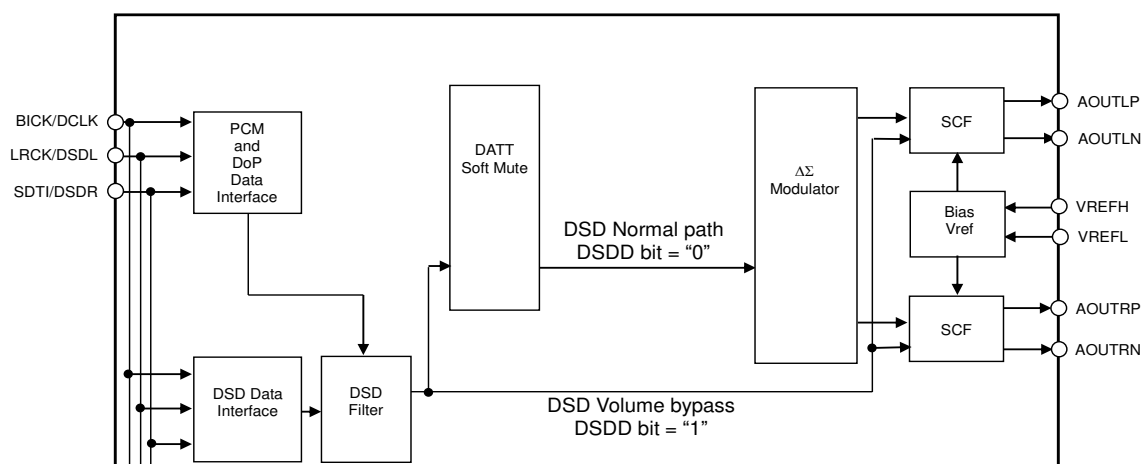 BICK/DCLK
LRCK/DSDL
SDTI/DSDR
PCM
and
DoP
Data
Interface
DATT
Soft Mute
DSD Normal path
DSDD bit = “0”
ΔΣ
Modulator
SCF
AOUTLP
AOUTLN
Bias
Vref
VREFH
VREFL
SCF
AOUTRP
AOUTRN
DSD Data
Interface
DSD
Filter
DSD Volume bypass
DSDD bit = “1”